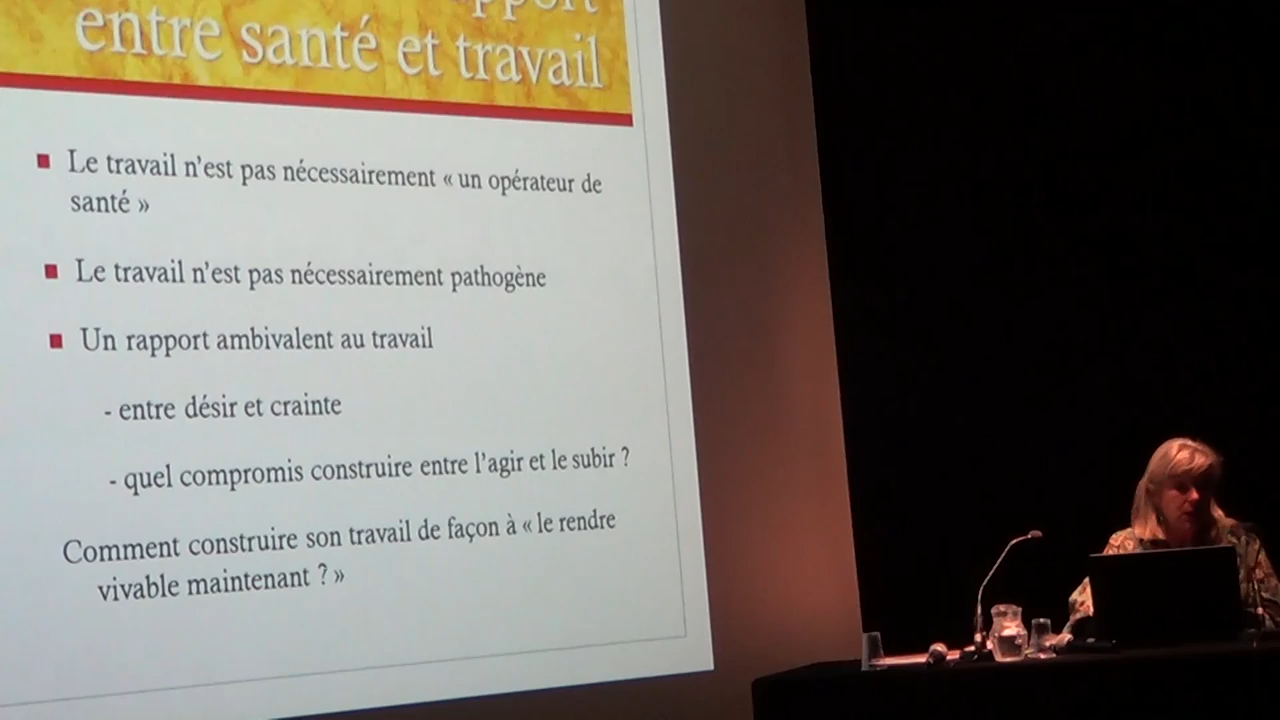 entre santé et travail
▪ Le travail n'est pas nécessairement « un opérateur de
santé »
▪ Le travail n'est pas nécessairement pathogène
▪ Un rapport ambivalent au travail
- entre désir et crainte
- quel compromis construire entre l'agir et le subir ?
Comment construire son travail de façon à « le rendre
vivable maintenant ? »